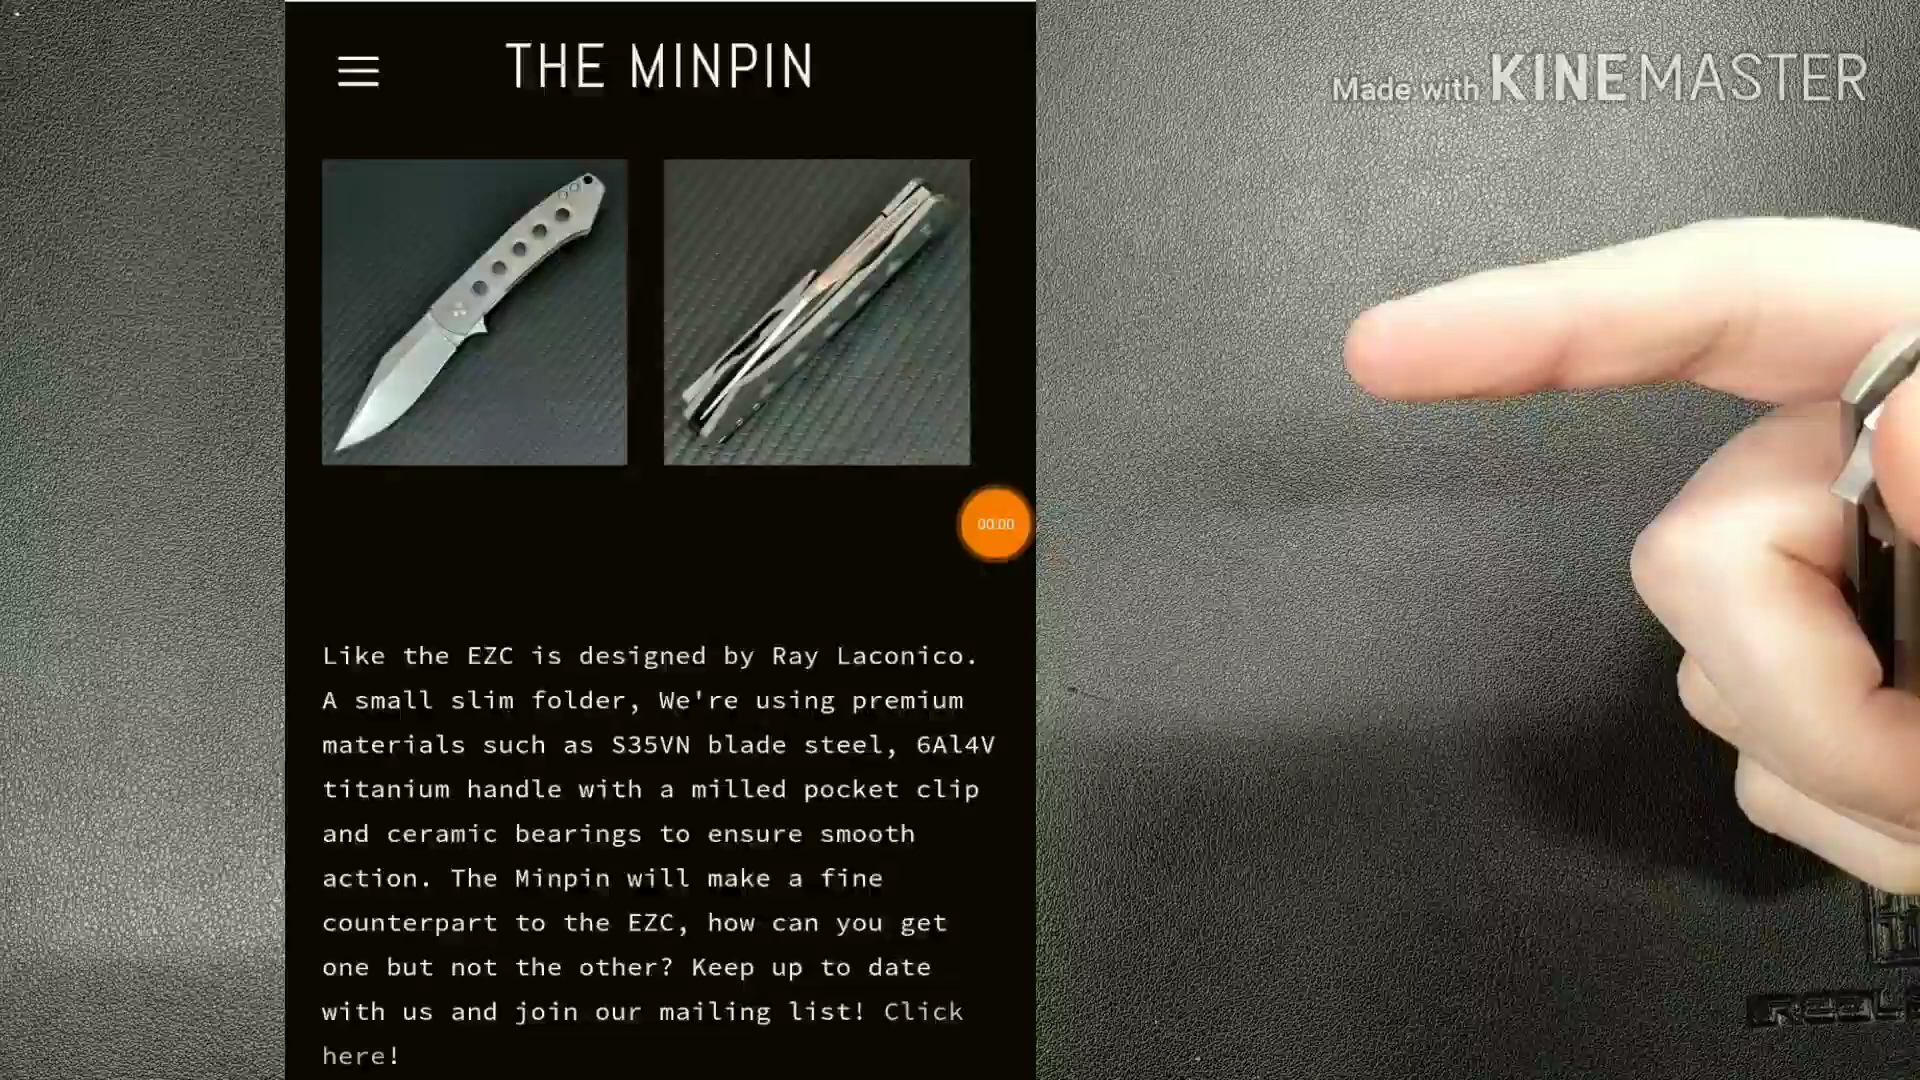 THE MINPIN
Made with KINEMASTER
00.00
Like the EZC is designed by Ray Laconico.
A small slim folder, We're using premium
materials such as S35VN blade steel, 6Al4V
titanium handle with a milled pocket clip
and ceramic bearings to ensure smooth
action. The Minpin will make a fine
counterpart to the EZC, how can you get
one but not the other? Keep up to date
with us and join our mailing list! Click
here!